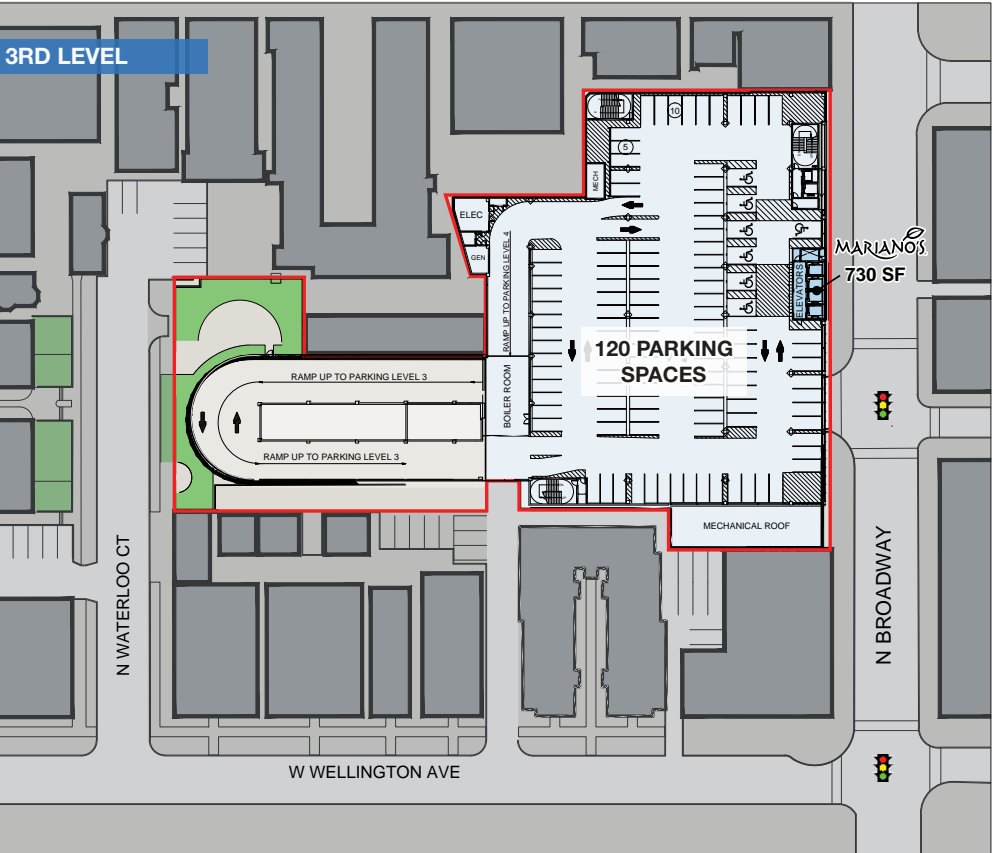 3RD LEVEL
10
5
MECH
ELEC
GEN
RAMP UP TO PARKING LEVEL 4
MARIANO'S
730 SF
ELEVATORS
120 PARKING
SPACES
BOILER ROOM
RAMP UP TO PARKING LEVEL 3
RAMP UP TO PARKING LEVEL 3
MECHANICAL ROOF
N WATERLOO CT
N BROADWAY
W WELLINGTON AVE